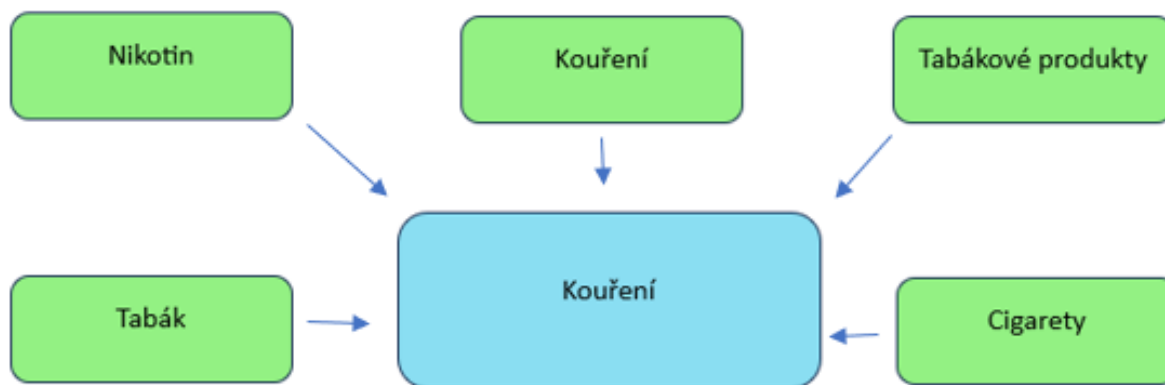 Nikotin
Kouření
Tabákové produkty
Kouření
Tabák
Cigarety